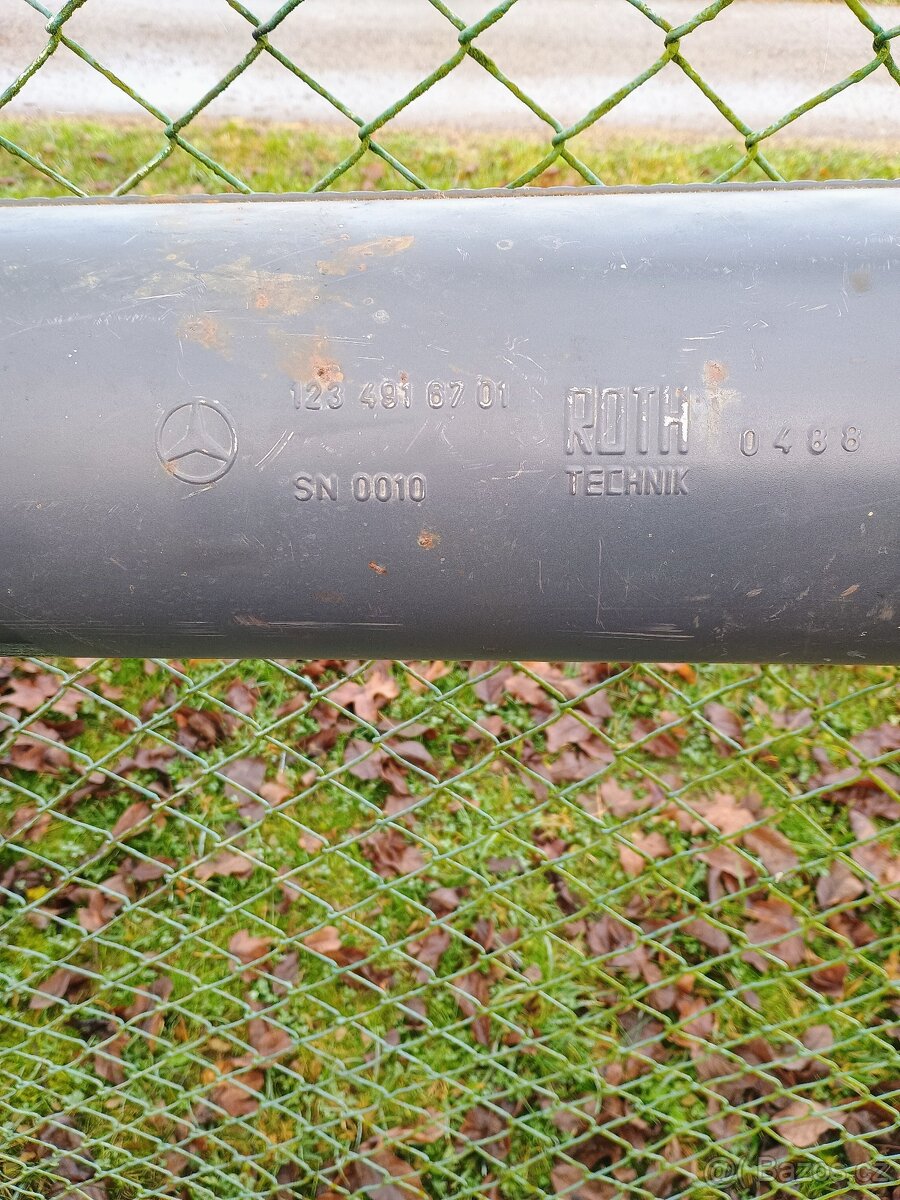 123 491 67 01
SN 0010
ROTH
TECHNIK
0488
Bazos.cz